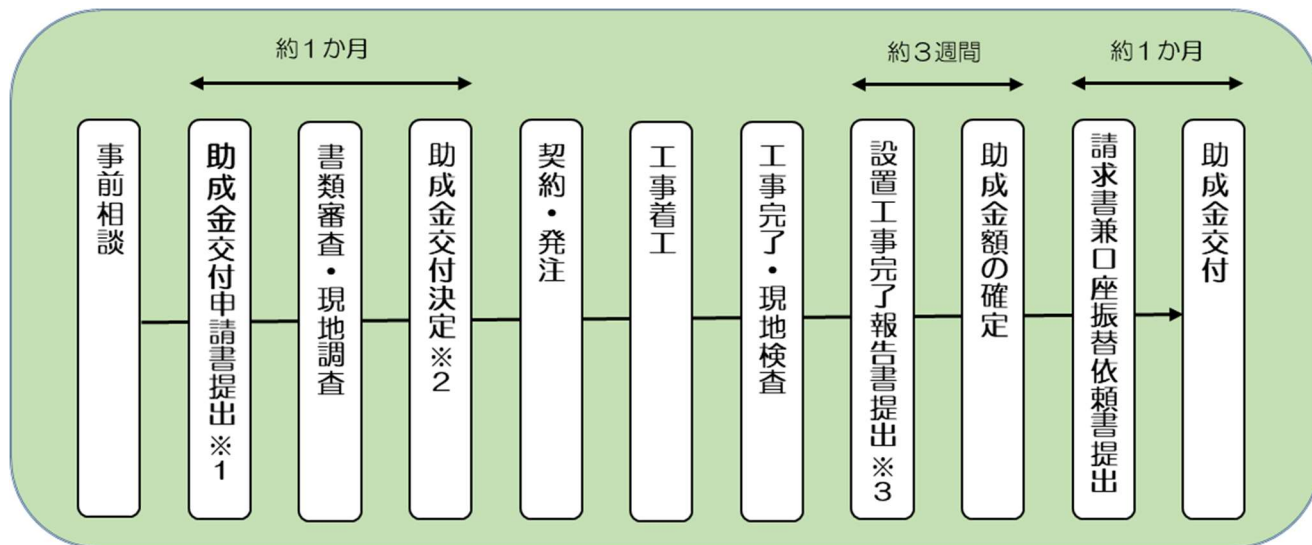 約１か月
約３週間
約１か月
事前相談
助成金交付申請書提出※１
書類審査・現地調査
助成金交付決定※２
契約・発注
工事着工
工事完了・現地検査
設置工事完了報告書提出※３
助成金額の確定
請求書兼口座振替依頼書提出
助成金交付